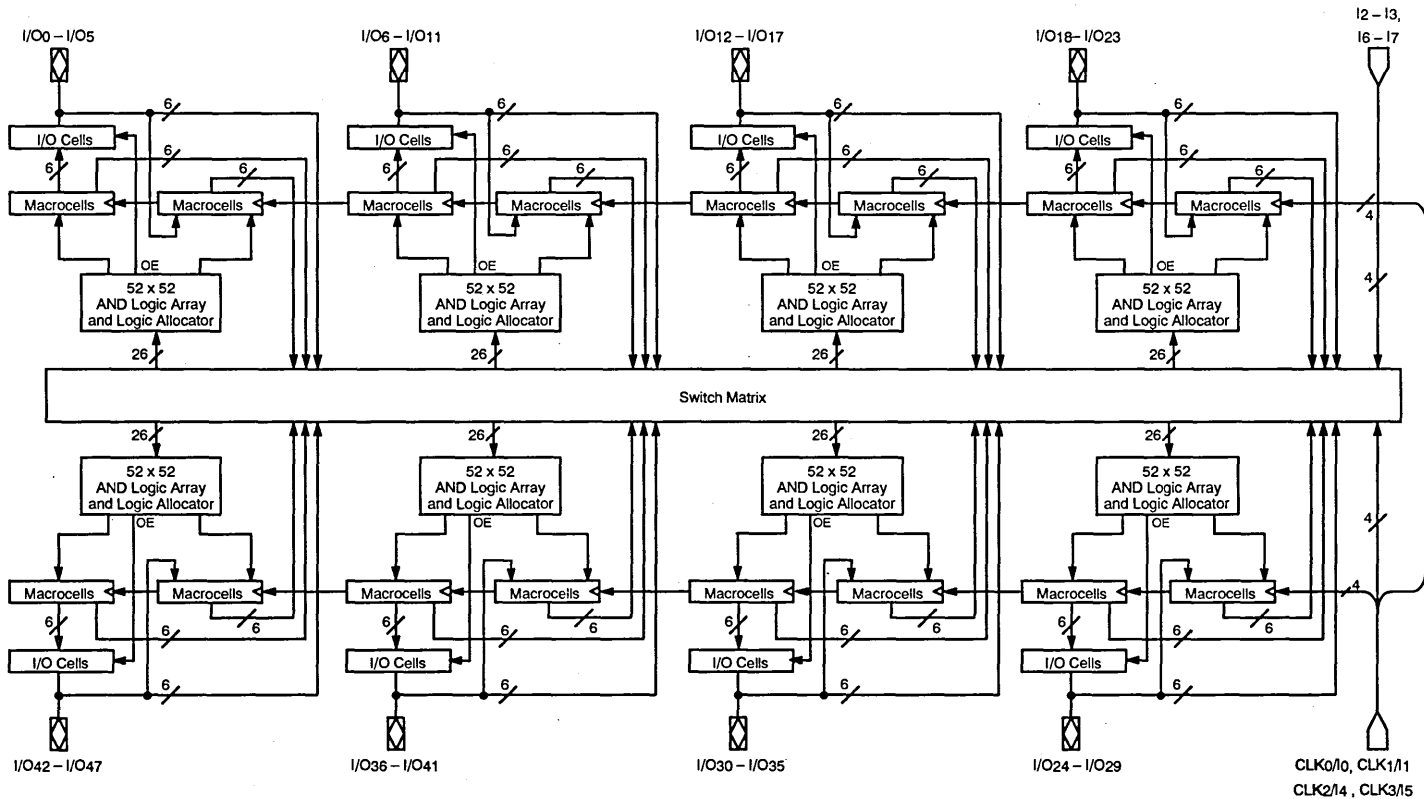 I/O0 – I/O5 I/O6 – I/O11 I/O12 – I/O17 I/O18 – I/O23 I2 – I3,
I6 – I7
6 6 6 6
I/O Cells I/O Cells I/O Cells I/O Cells
6 6 6 6
6 6 6 6 6 6 6 6
Macrocells Macrocells Macrocells Macrocells Macrocells Macrocells Macrocells Macrocells
4
OE OE OE OE
52 x 52 52 x 52 52 x 52 52 x 52
AND Logic Array AND Logic Array AND Logic Array AND Logic Array
and Logic Allocator and Logic Allocator and Logic Allocator and Logic Allocator
4
26 26 26 26
Switch Matrix
26 26 26 26
52 x 52 52 x 52 52 x 52 52 x 52
AND Logic Array AND Logic Array AND Logic Array AND Logic Array
and Logic Allocator and Logic Allocator and Logic Allocator and Logic Allocator
4
OE OE OE OE
4
Macrocells Macrocells Macrocells Macrocells Macrocells Macrocells Macrocells Macrocells
6 6 6 6 6 6 6 6
6 6 6 6
I/O Cells I/O Cells I/O Cells I/O Cells
6 6 6 6
I/O42 – I/O47 I/O36 – I/O41 I/O30 – I/O35 I/O24 – I/O29 CLK0/I0, CLK1/I1
CLK2/I4 , CLK3/I5